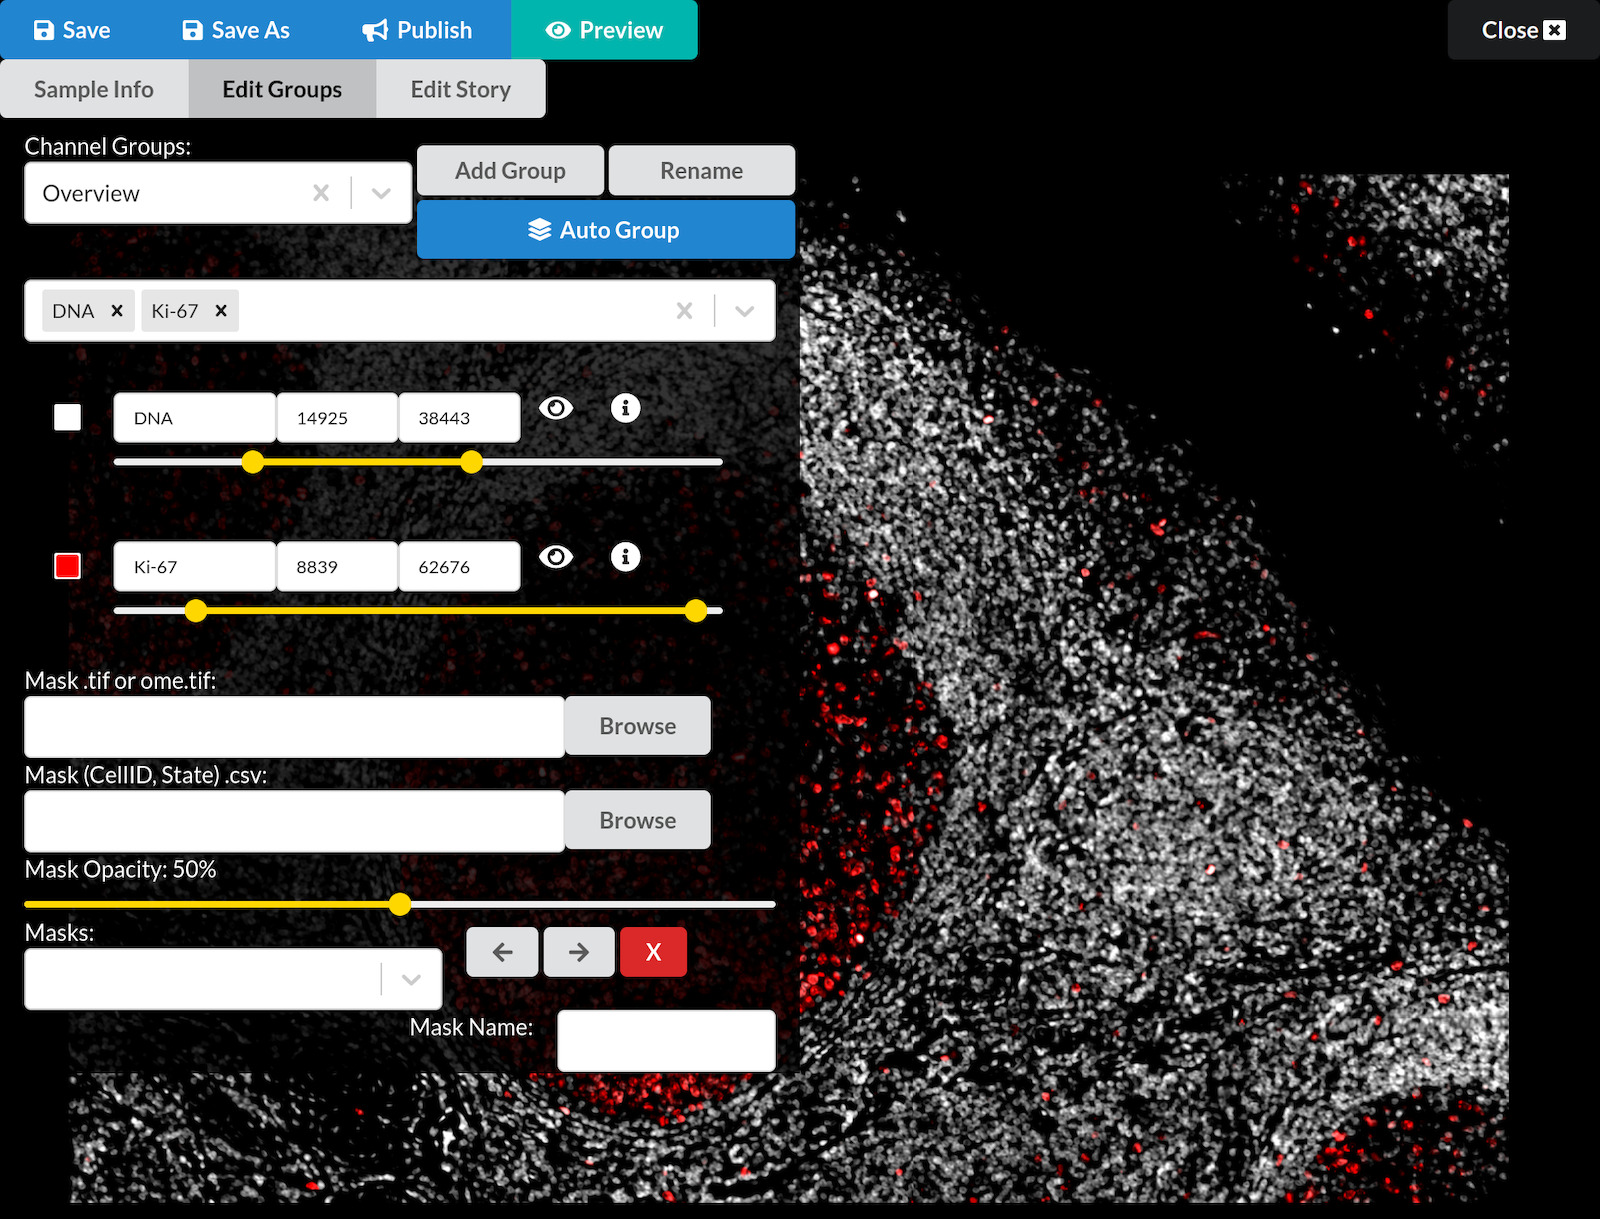 Save Save As Publish Preview Close
Sample Info Edit Groups Edit Story
Channel Groups:
Overview
Add Group Rename
Auto Group
DNA Ki-67
DNA 14925 38443
Ki-67 8839 62676
Mask .tif or ome.tif:
Browse
Mask (CellID, State) .csv:
Browse
Mask Opacity: 50%
Masks:
X
Mask Name: